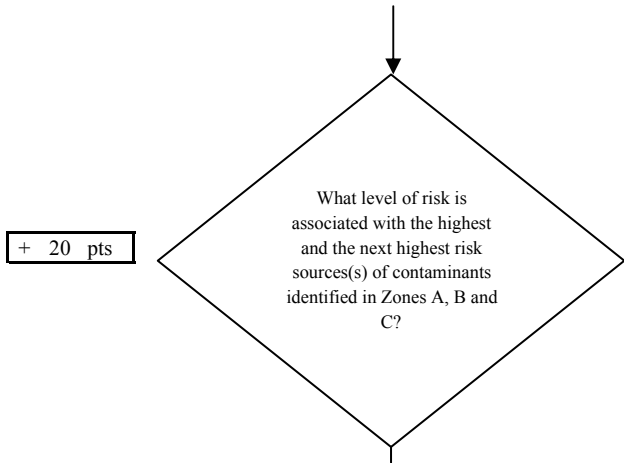 + 20 pts
What level of risk is
associated with the highest
and the next highest risk
sources(s) of contaminants
identified in Zones A, B and
C?